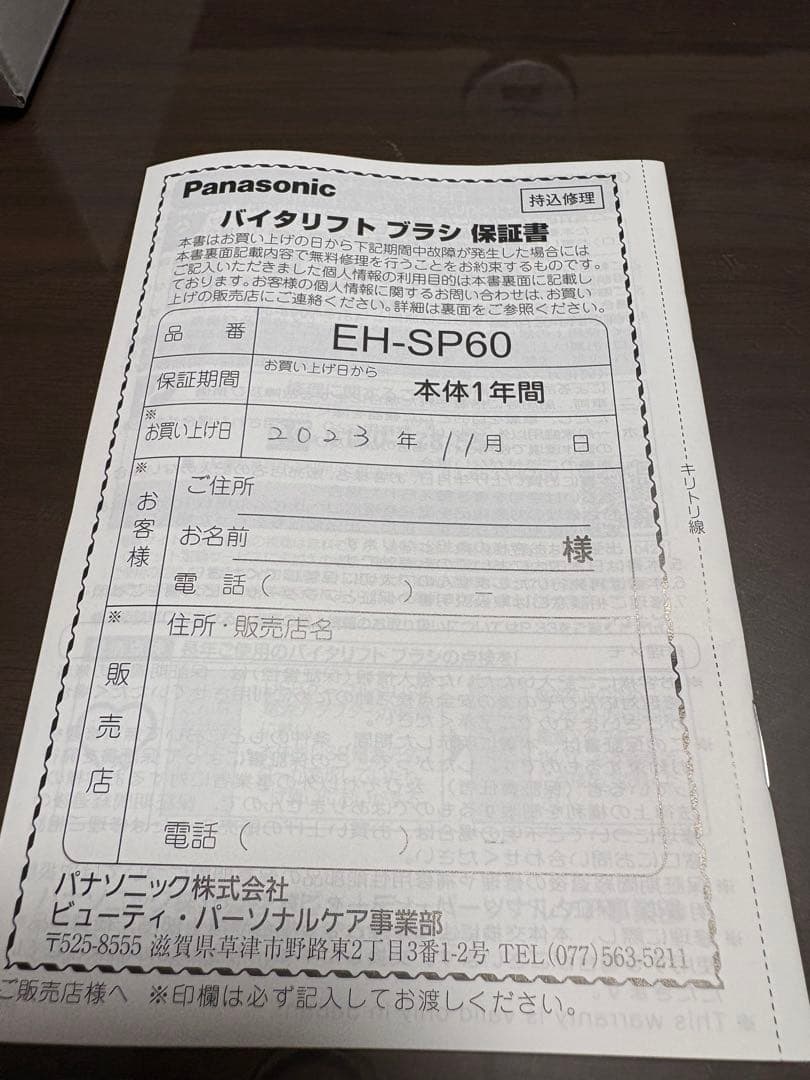 Panasonic
持込修理
バイタリフト ブラシ 保証書
本書はお買い上げの日から下記期間中故障が発生した場合には
本書裏面記載内容で無料修理を行うことをお約束するものです。
ご記入いただきました個人情報の利用目的は本書裏面に記載し
ております。お客様の個人情報に関するお問い合わせは、お買い
上げの販売店にご連絡ください。詳細は裏面をご参照ください。
品 番 EH-SP60
保証期間 お買い上げ日から 本体1年間
※お買い上げ日 2023 年 11 月 日
※お客様
ご住所
お名前 様
電 話( ) －
※販売店
住所・販売店名
電話( ) －
キリトリ線
パナソニック株式会社
ビューティ・パーソナルケア事業部
〒525-8555 滋賀県草津市野路東2丁目3番1-2号 TEL(077)563-5211
ご販売店様へ ※印欄は必ず記入してお渡しください。